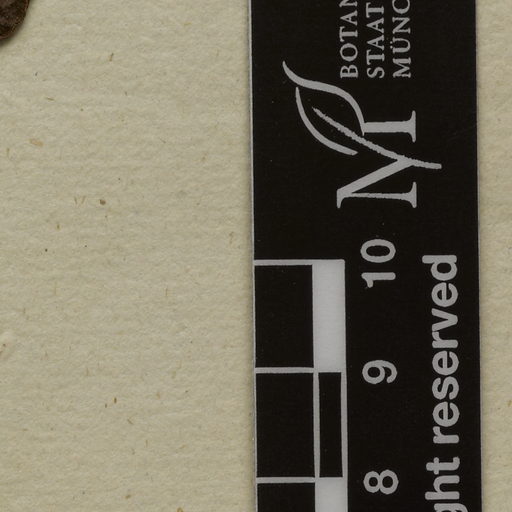 BOTAN
STAAT
MÜNC
M
10
9
8
ght reserved